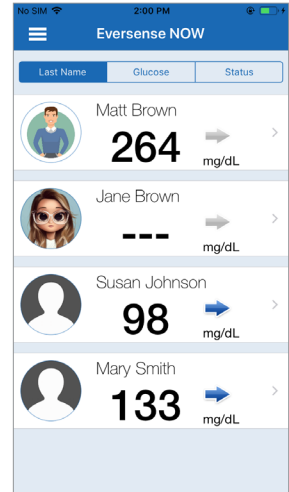 No SIM 2:00 PM
Eversense NOW
Last Name Glucose Status
Matt Brown
264
mg/dL
Jane Brown
---
mg/dL
Susan Johnson
98
mg/dL
Mary Smith
133
mg/dL